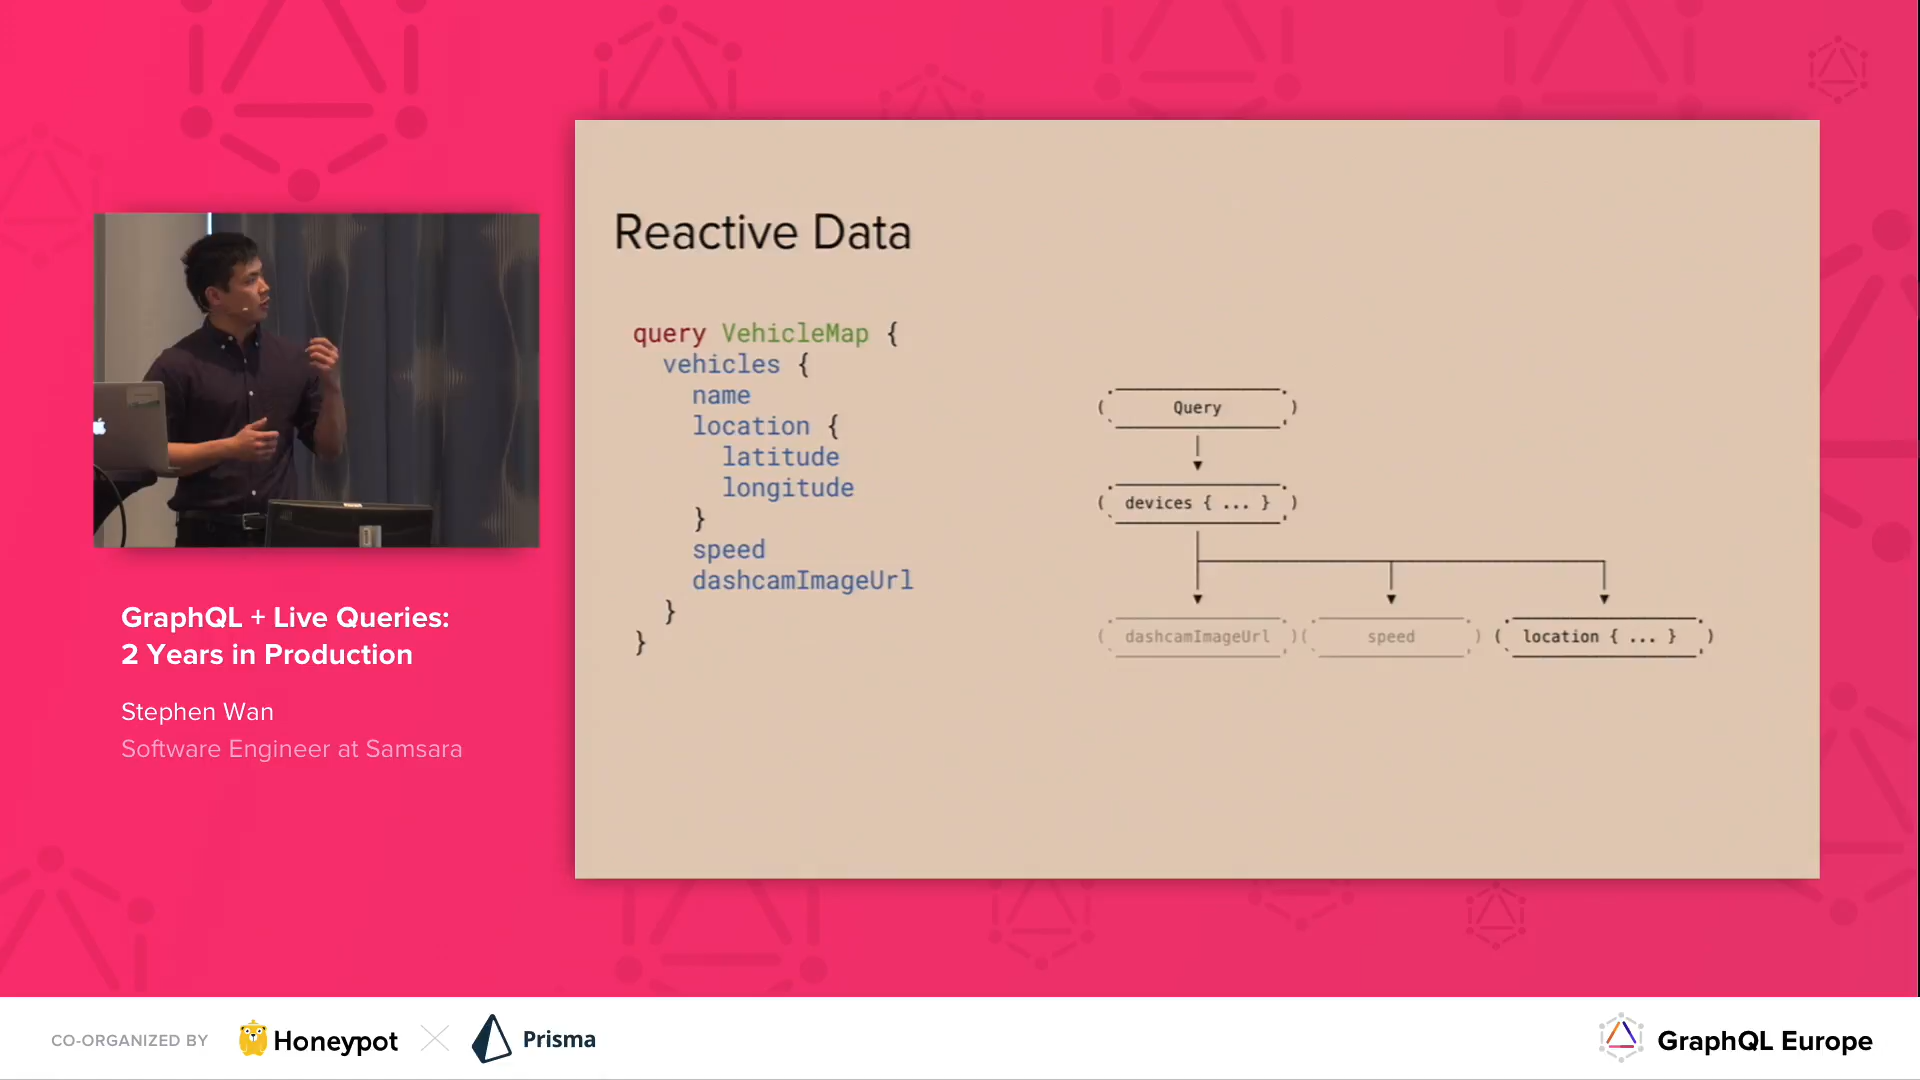 Reactive Data
query VehicleMap {
vehicles {
name
location {
latitude
longitude
}
speed
dashcamImageUrl
}
}
Query
devices { ... }
dashcamImageUrl
speed
location { ... }
GraphQL + Live Queries:
2 Years in Production
Stephen Wan
Software Engineer at Samsara
CO-ORGANIZED BY
Honeypot
Prisma
GraphQL Europe